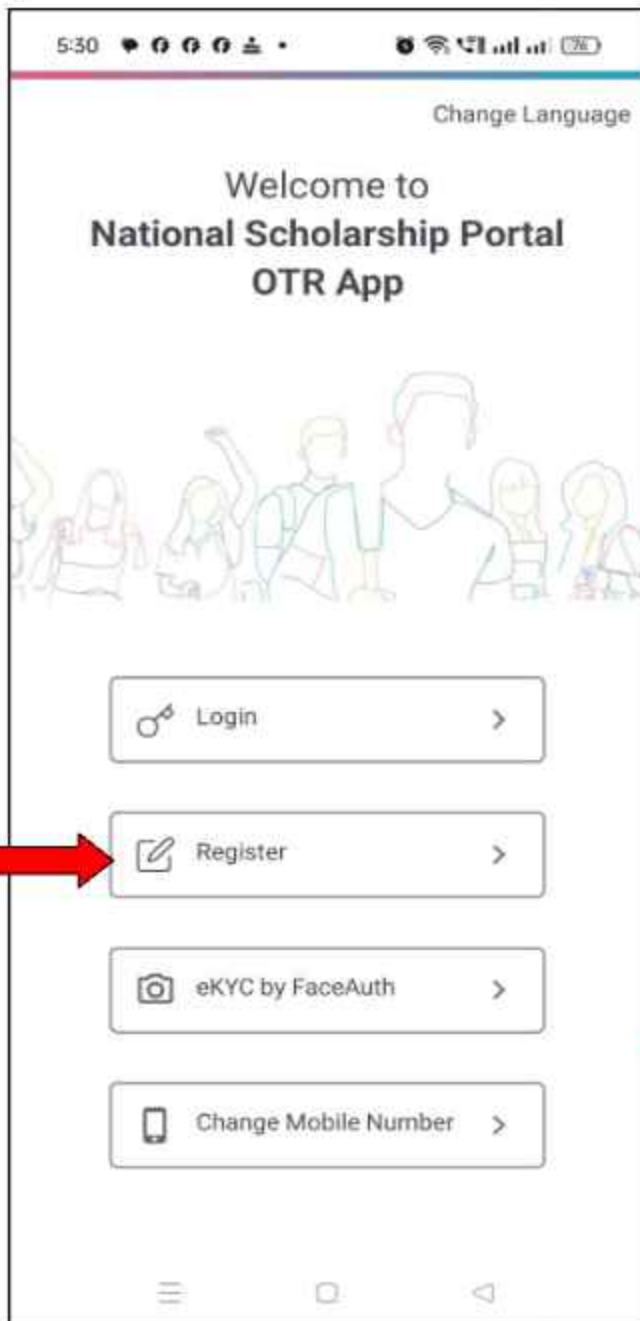 5:30
76
Change Language
Welcome to
National Scholarship Portal
OTR App
Login
Register
eKYC by FaceAuth
Change Mobile Number